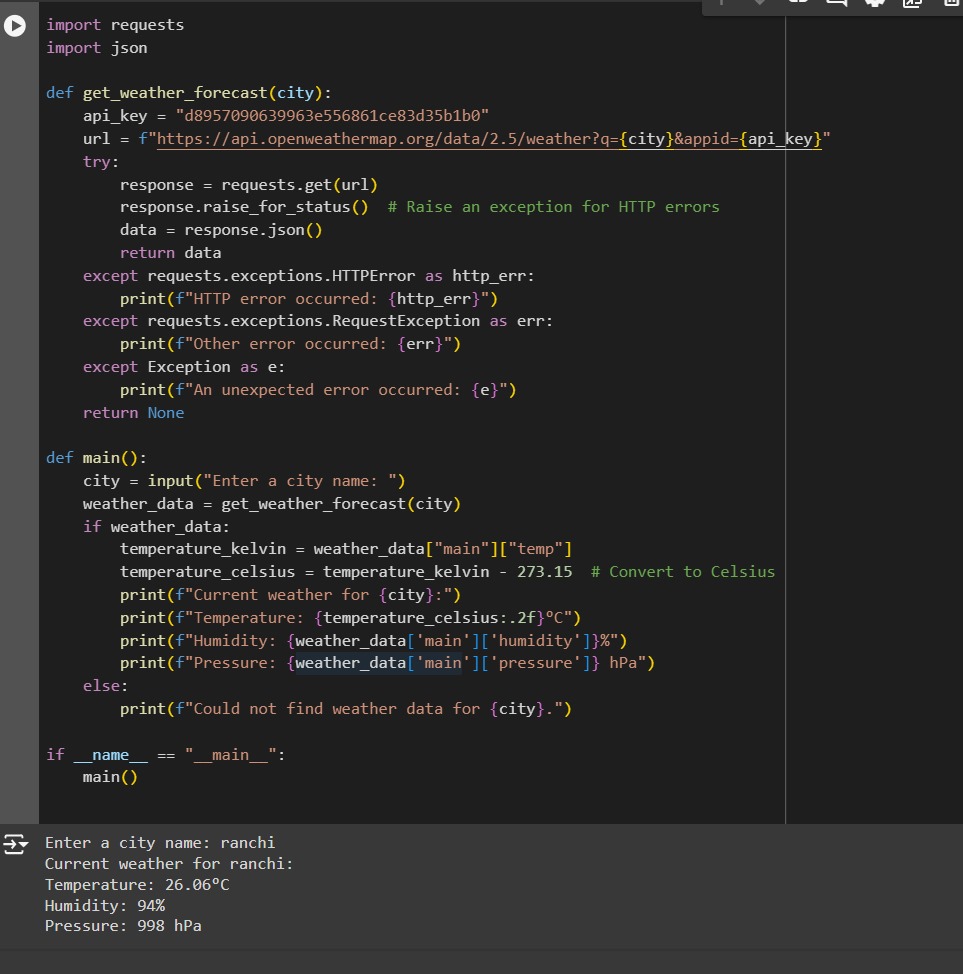 import requests
import json
def get_weather_forecast(city):
    api_key = "d8957090639963e556861ce83d35b1b0"
    url = f"https://api.openweathermap.org/data/2.5/weather?q={city}&appid={api_key}"
    try:
        response = requests.get(url)
        response.raise_for_status()  # Raise an exception for HTTP errors
        data = response.json()
        return data
    except requests.exceptions.HTTPError as http_err:
        print(f"HTTP error occurred: {http_err}")
    except requests.exceptions.RequestException as err:
        print(f"Other error occurred: {err}")
    except Exception as e:
        print(f"An unexpected error occurred: {e}")
    return None
def main():
    city = input("Enter a city name: ")
    weather_data = get_weather_forecast(city)
    if weather_data:
        temperature_kelvin = weather_data["main"]["temp"]
        temperature_celsius = temperature_kelvin - 273.15  # Convert to Celsius
        print(f"Current weather for {city}:")
        print(f"Temperature: {temperature_celsius:.2f}ºC")
        print(f"Humidity: {weather_data['main']['humidity']}%")
        print(f"Pressure: {weather_data['main']['pressure']} hPa")
    else:
        print(f"Could not find weather data for {city}.")
if __name__ == "__main__":
    main()
Enter a city name: ranchi
Current weather for ranchi:
Temperature: 26.06ºC
Humidity: 94%
Pressure: 998 hPa